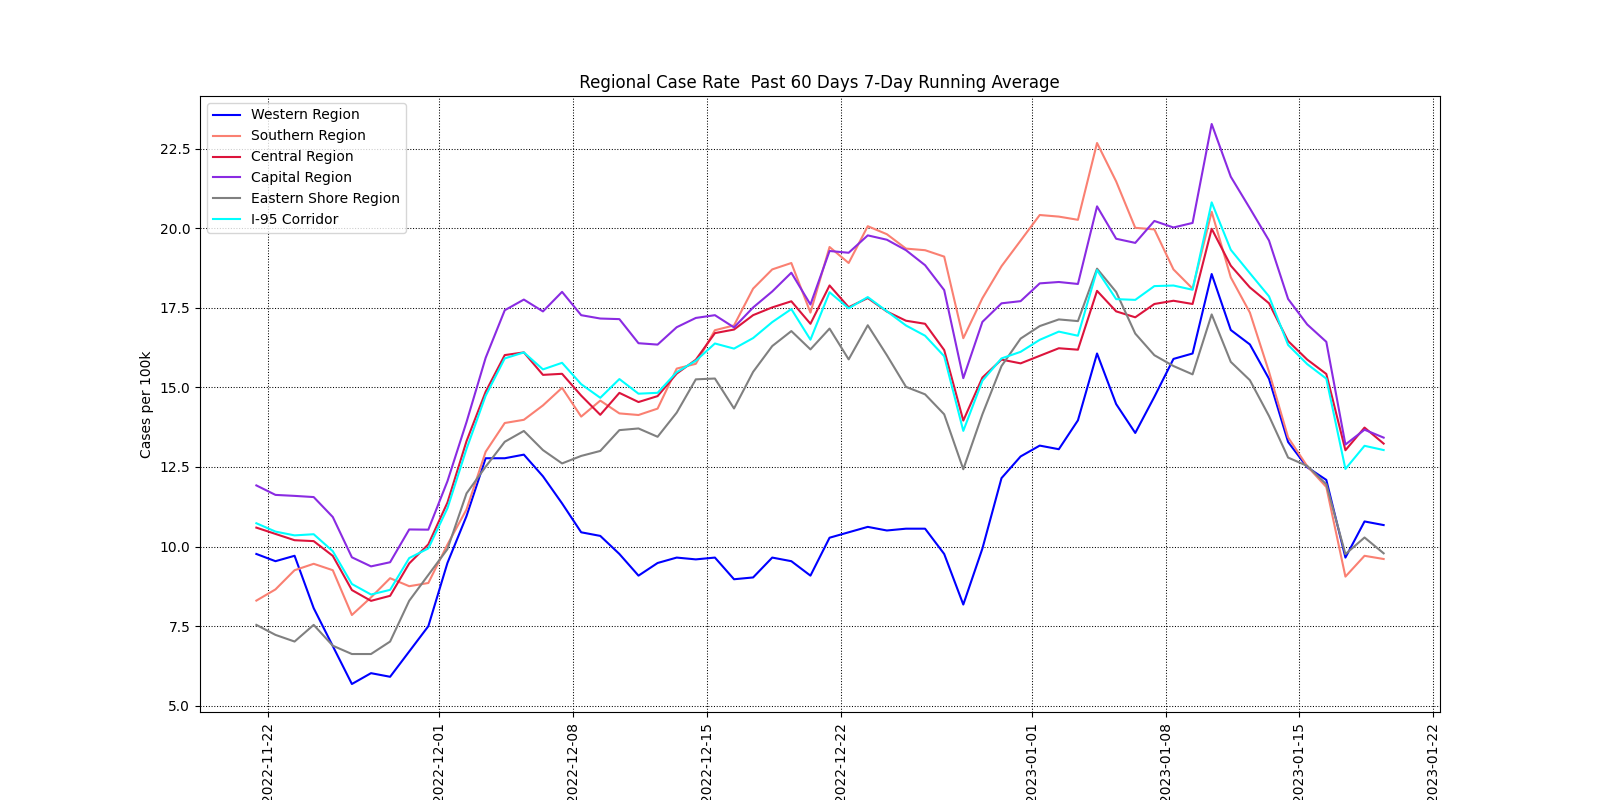 Regional Case Rate  Past 60 Days 7-Day Running Average
Western Region
Southern Region
Central Region
Capital Region
Eastern Shore Region
I-95 Corridor
Cases per 100k
22.5
20.0
17.5
15.0
12.5
10.0
7.5
5.0
2022-11-22
2022-12-01
2022-12-08
2022-12-15
2022-12-22
2023-01-01
2023-01-08
2023-01-15
2023-01-22